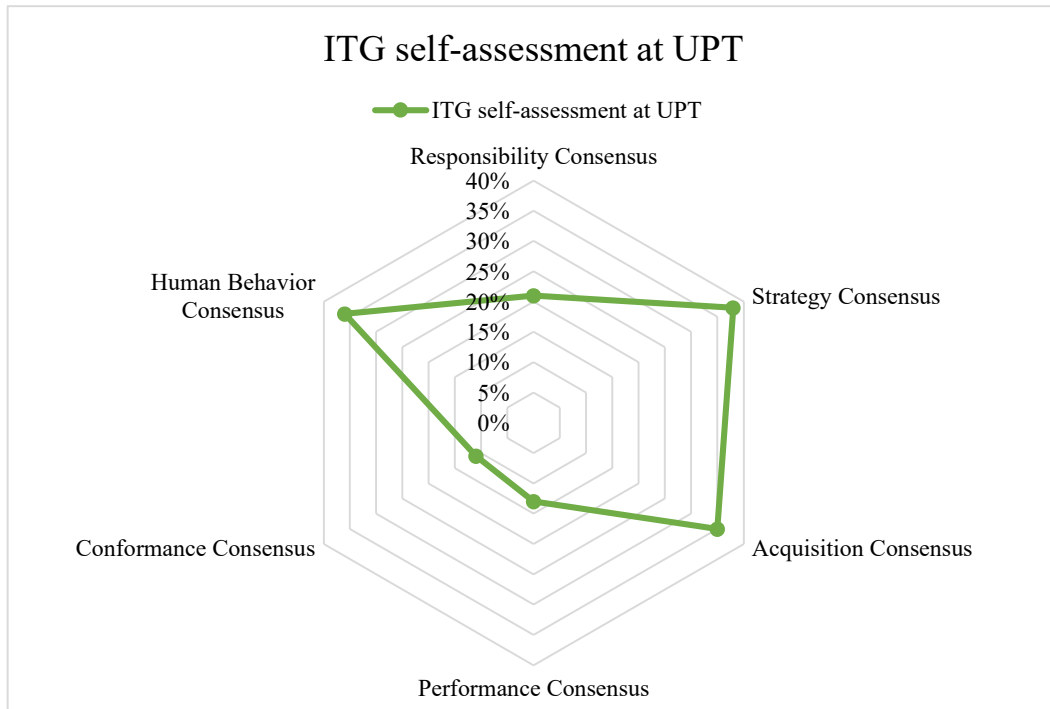 ITG self-assessment at UPT
ITG self-assessment at UPT
Responsibility Consensus
40%
35%
30%
25%
20%
15%
10%
5%
0%
Human Behavior
Consensus
Strategy Consensus
Conformance Consensus
Acquisition Consensus
Performance Consensus